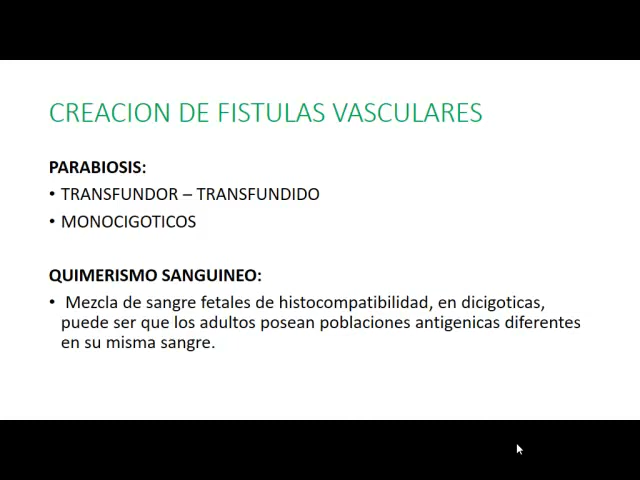 CREACION DE FISTULAS VASCULARES
PARABIOSIS:
• TRANSFUNDOR – TRANSFUNDIDO
• MONOCIGOTICOS
QUIMERISMO SANGUINEO:
• Mezcla de sangre fetales de histocompatibilidad, en dicigoticas,
puede ser que los adultos posean poblaciones antigenicas diferentes
en su misma sangre.